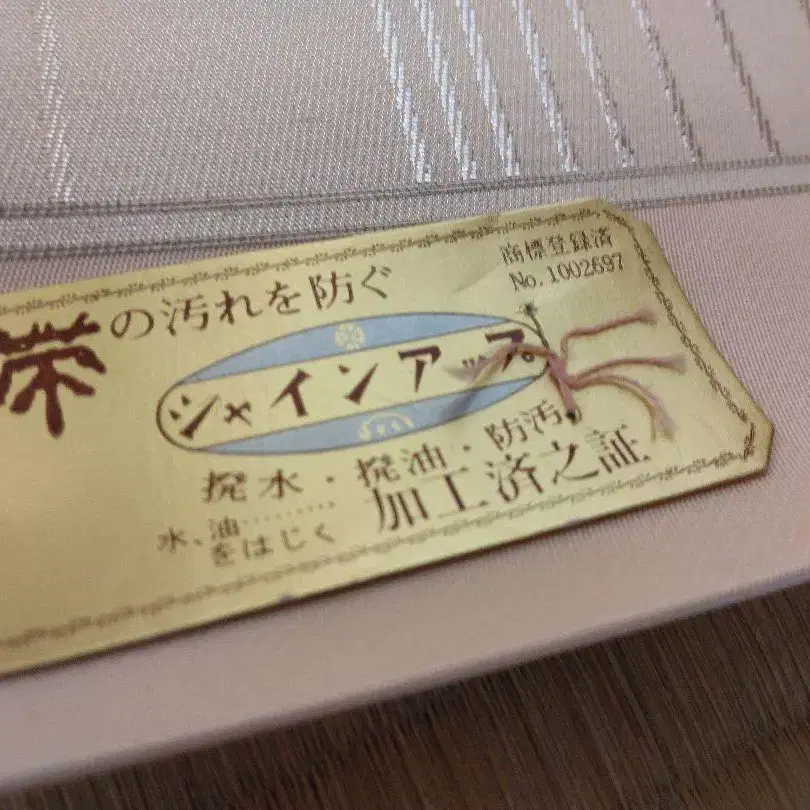 商標登録済
No.1002697
帯の汚れを防ぐ
シャインアップ
撥水・撥油・防汚
加工済之証
水、油………
をはじく